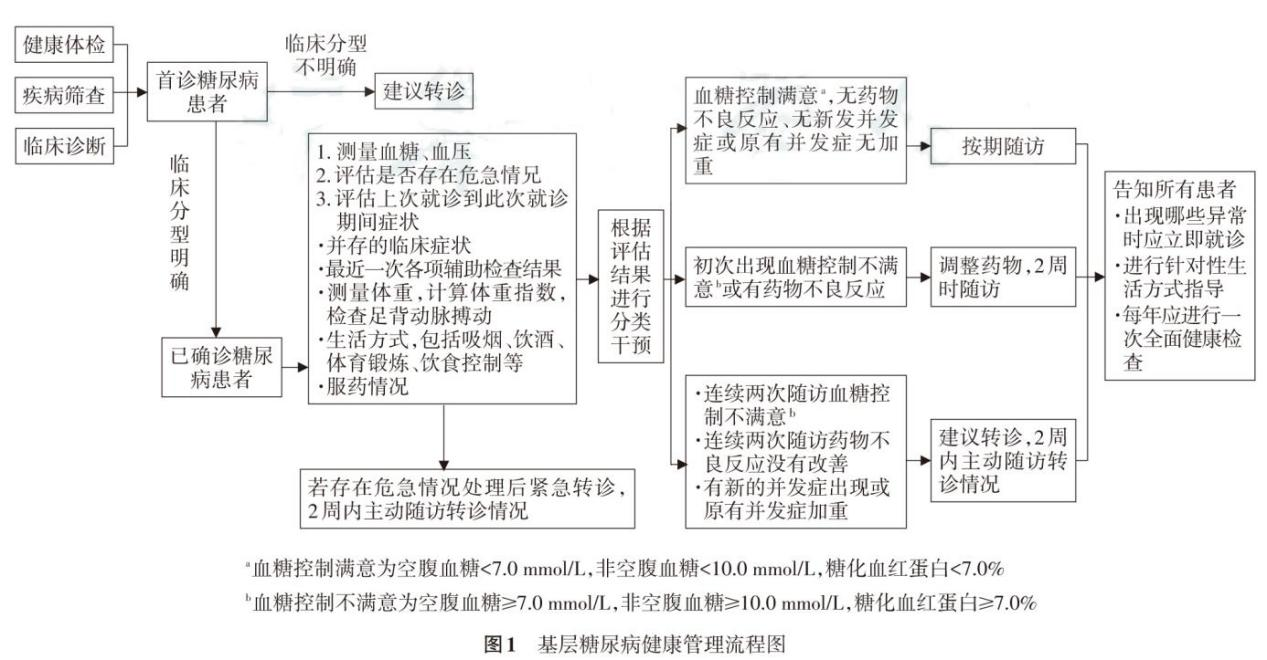 健康体检
疾病筛查
临床诊断
首诊糖尿病
患者
临床分型
不明确
建议转诊
临床分型明确
已确诊糖尿
病患者
1. 测量血糖、血压
2. 评估是否存在危急情兄
3. 评估上次就诊到此次就诊
期间症状
·并存的临床症状
·最近一次各项辅助检查结果
·测量体重,计算体重指数,
检查足背动脉搏动
·生活方式,包括吸烟、饮酒、
体育锻炼、饮食控制等
·服药情况
若存在危急情况处理后紧急转诊,
2周内主动随访转诊情况
根据
评估
结果
进行
分类
干预
血糖控制满意a,无药物
不良反应、无新发并发
症或原有并发症无加
重
按期随访
初次出现血糖控制不满
意b或有药物不良反应
调整药物,2周
时随访
·连续两次随访血糖控
制不满意b
·连续两次随访药物不
良反应没有改善
·有新的并发症出现或
原有并发症加重
建议转诊,2周
内主动随访转
诊情况
告知所有患者
·出现哪些异常
时应立即就诊
·进行针对性生
活方式指导
·每年应进行一
次全面健康检
查
a血糖控制满意为空腹血糖<7.0 mmol/L,非空腹血糖<10.0 mmol/L,糖化血红蛋白<7.0%
b血糖控制不满意为空腹血糖≥7.0 mmol/L,非空腹血糖≥10.0 mmol/L,糖化血红蛋白≥7.0%
图1 基层糖尿病健康管理流程图